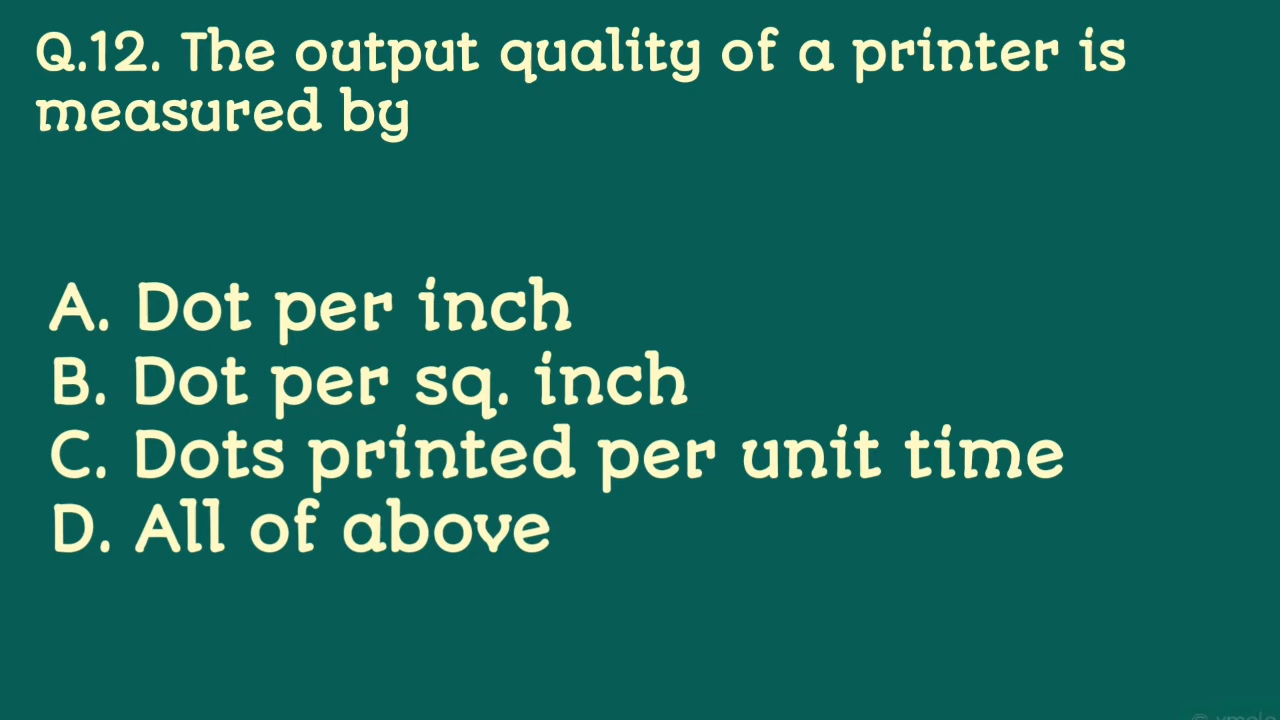 Q.12. The output quality of a printer is
measured by
A. Dot per inch
B. Dot per sq. inch
C. Dots printed per unit time
D. All of above